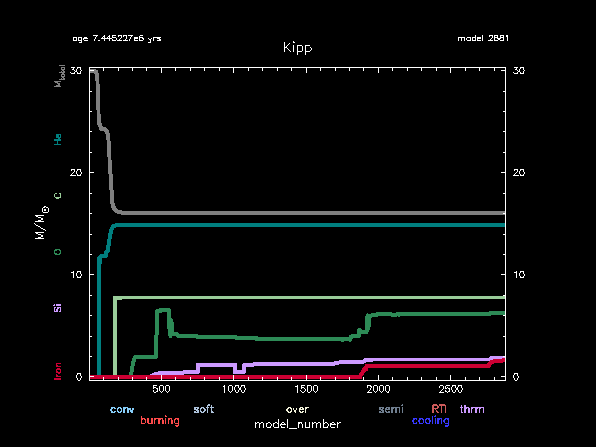 age 7.445227e6 yrs
model 2881
Kipp
M/M☉
M_total
He
C
O
Si
Iron
30
20
10
0
30
20
10
0
500 1000 1500 2000 2500
conv soft over semi RTI thrm
burning cooling
model_number